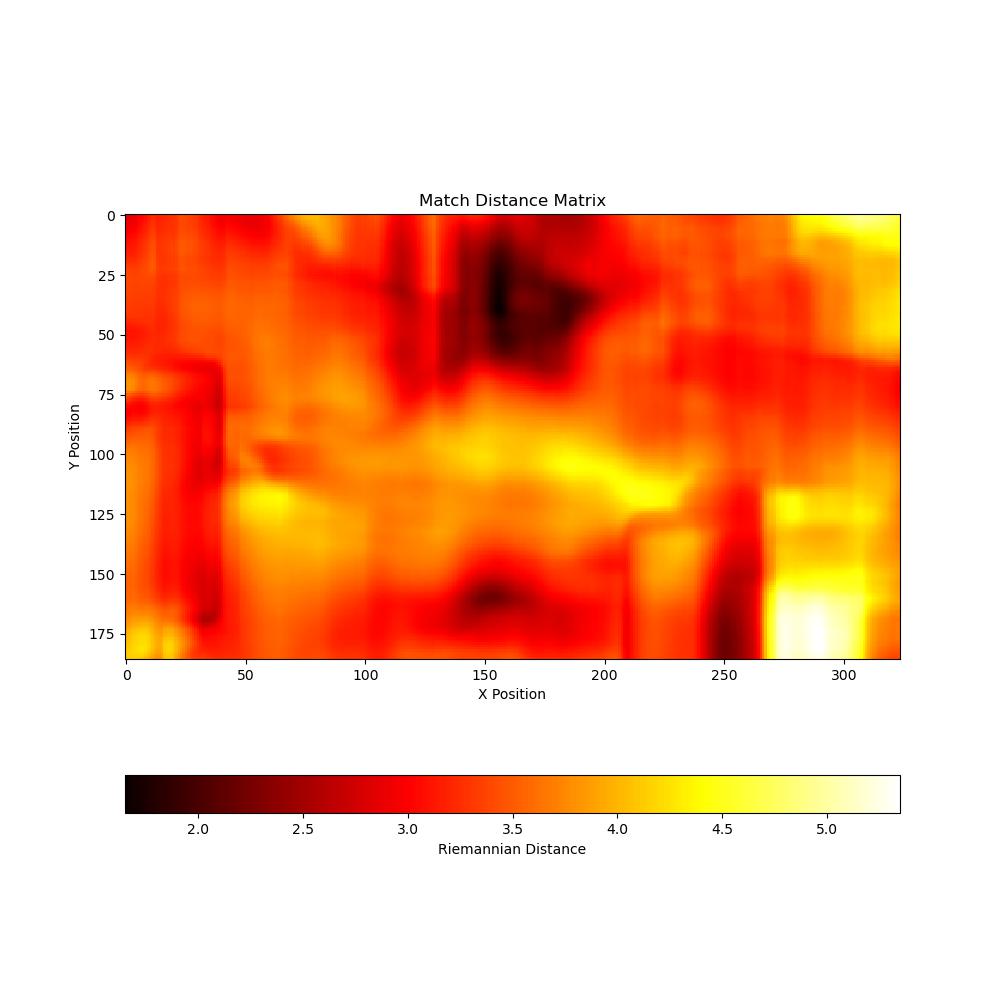 Match Distance Matrix
0
25
50
75
100
125
150
175
Y Position
0 50 100 150 200 250 300
X Position
2.0 2.5 3.0 3.5 4.0 4.5 5.0
Riemannian Distance